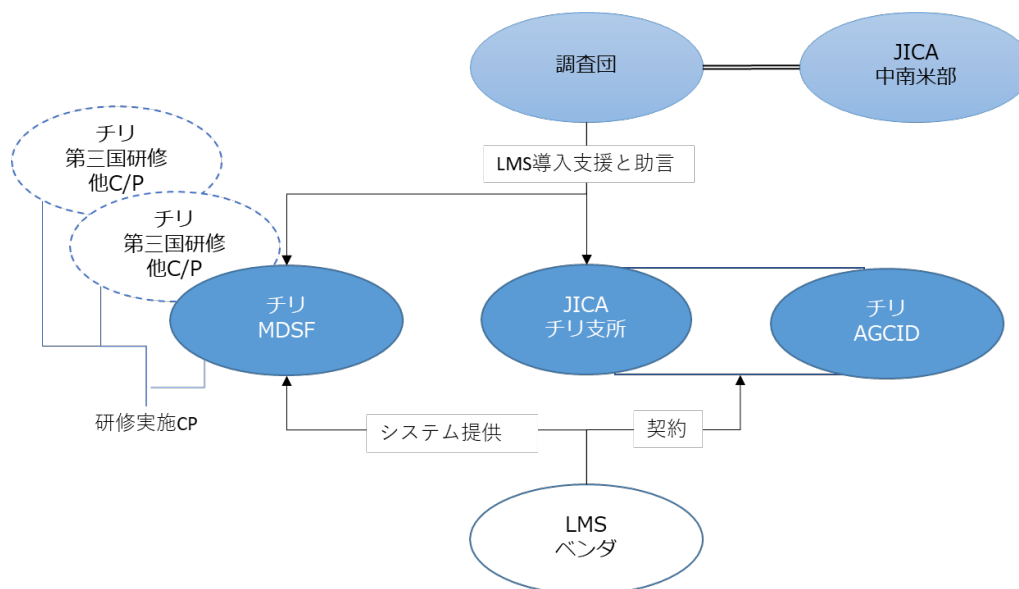 調査団
JICA
中南米部
チリ
第三国研修
他C/P
LMS導入支援と助言
チリ
第三国研修
他C/P
チリ
MDSF
JICA
チリ支所
チリ
AGCID
研修実施CP
システム提供
契約
LMS
ベンダ